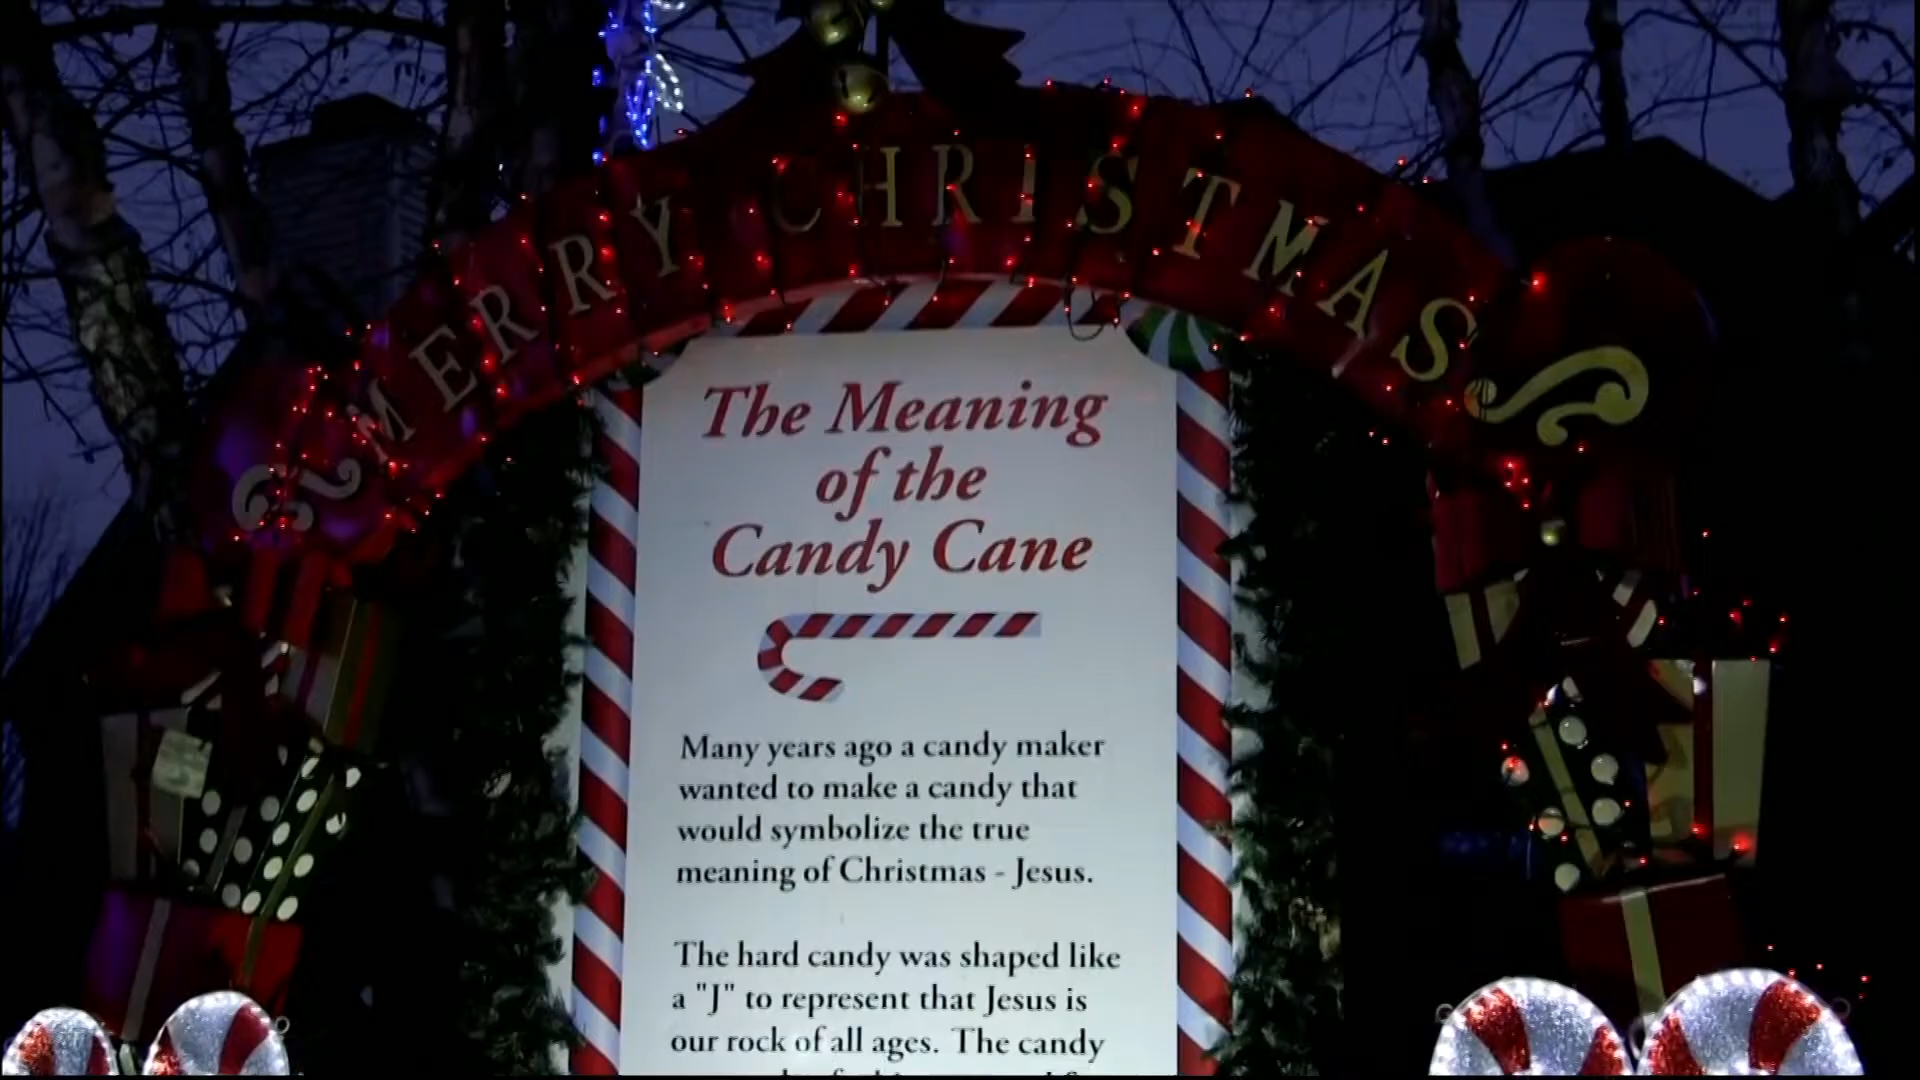 MERRY CHRISTMAS
The Meaning
of the
Candy Cane
Many years ago a candy maker
wanted to make a candy that
would symbolize the true
meaning of Christmas - Jesus.
The hard candy was shaped like
a "J" to represent that Jesus is
our rock of all ages. The candy